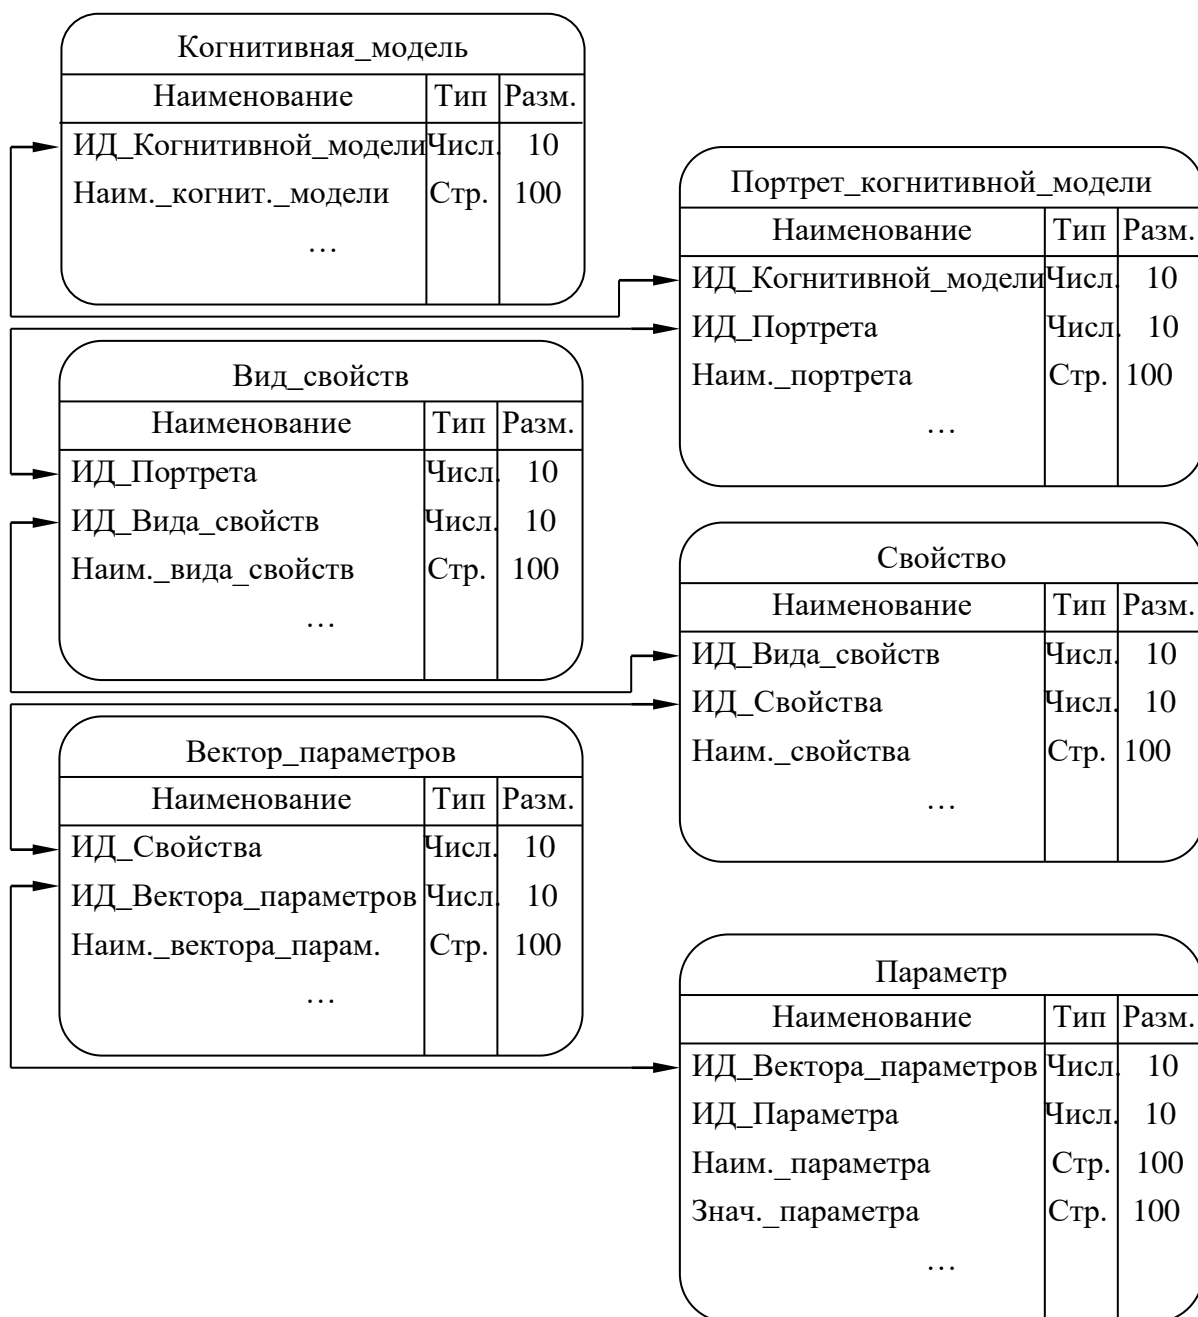 Когнитивная_модель
Наименование Тип Разм.
ИД_Когнитивной_модели Числ. 10
Наим._когнит._модели Стр. 100
…
Портрет_когнитивной_модели
Наименование Тип Разм.
ИД_Когнитивной_модели Числ. 10
ИД_Портрета Числ. 10
Наим._портрета Стр. 100
…
Вид_свойств
Наименование Тип Разм.
ИД_Портрета Числ. 10
ИД_Вида_свойств Числ. 10
Наим._вида_свойств Стр. 100
…
Свойство
Наименование Тип Разм.
ИД_Вида_свойств Числ. 10
ИД_Свойства Числ. 10
Наим._свойства Стр. 100
…
Вектор_параметров
Наименование Тип Разм.
ИД_Свойства Числ. 10
ИД_Вектора_параметров Числ. 10
Наим._вектора_парам. Стр. 100
…
Параметр
Наименование Тип Разм.
ИД_Вектора_параметров Числ. 10
ИД_Параметра Числ. 10
Наим._параметра Стр. 100
Знач._параметра Стр. 100
…